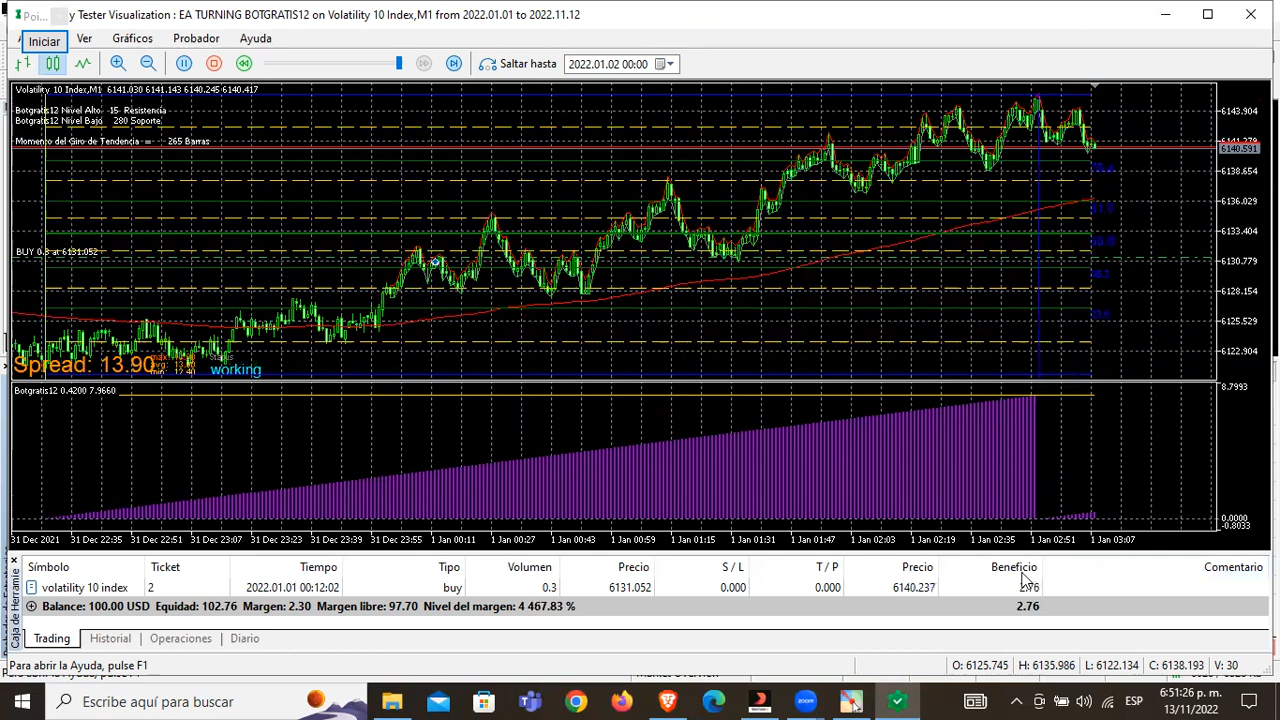 Poi... y Tester Visualization : EA TURNING BOTGRATIS12 on Volatility 10 Index,M1 from 2022.01.01 to 2022.11.12
Iniciar Ver Gráficos Probador Ayuda
Saltar hasta 2022.01.02 00:00
Volatility 10 Index,M1 6141.030 6141.143 6140.245 6140.417
Botgratis12 Nivel Alto 15 Resistencia
Botgratis12 Nivel Bajo 280 Soporte
Momento del Giro de Tendencia = 265 Barras
BUY 0.3 at 6131.052
6143.904
6140.591
6138.654
6136.029
6133.404
6130.779
6128.154
6125.529
6122.904
Spread: 13.90
working
Botgratis12 0.4200 7.9660
8.7993
0.0000
-0.8033
31 Dec 2021 31 Dec 22:35 31 Dec 22:51 31 Dec 23:07 31 Dec 23:39 31 Dec 23:55 1 Jan 00:11 1 Jan 00:27 1 Jan 00:43 1 Jan 00:59 1 Jan 01:15 1 Jan 01:31 1 Jan 01:47 1 Jan 02:19 1 Jan 02:35 1 Jan 02:51 1 Jan 03:07
Símbolo Ticket Tiempo Tipo Volumen Precio S / L T / P Precio Beneficio Comentario
volatility 10 index 2 2022.01.01 00:12:02 buy 0.3 6131.052 0.000 0.000 6140.237 2.76
Balance: 100.00 USD Equidad: 102.76 Margen: 2.30 Margen libre: 97.70 Nivel del margen: 4 467.83 % 2.76
Caja de Herramie
Trading Historial Operaciones Diario
Para abrir la Ayuda, pulse F1 O: 6125.745 H: 6135.986 L: 6122.134 C: 6138.193 V: 30
Escribe aquí para buscar ESP 6:51:26 p. m.
13/11/2022